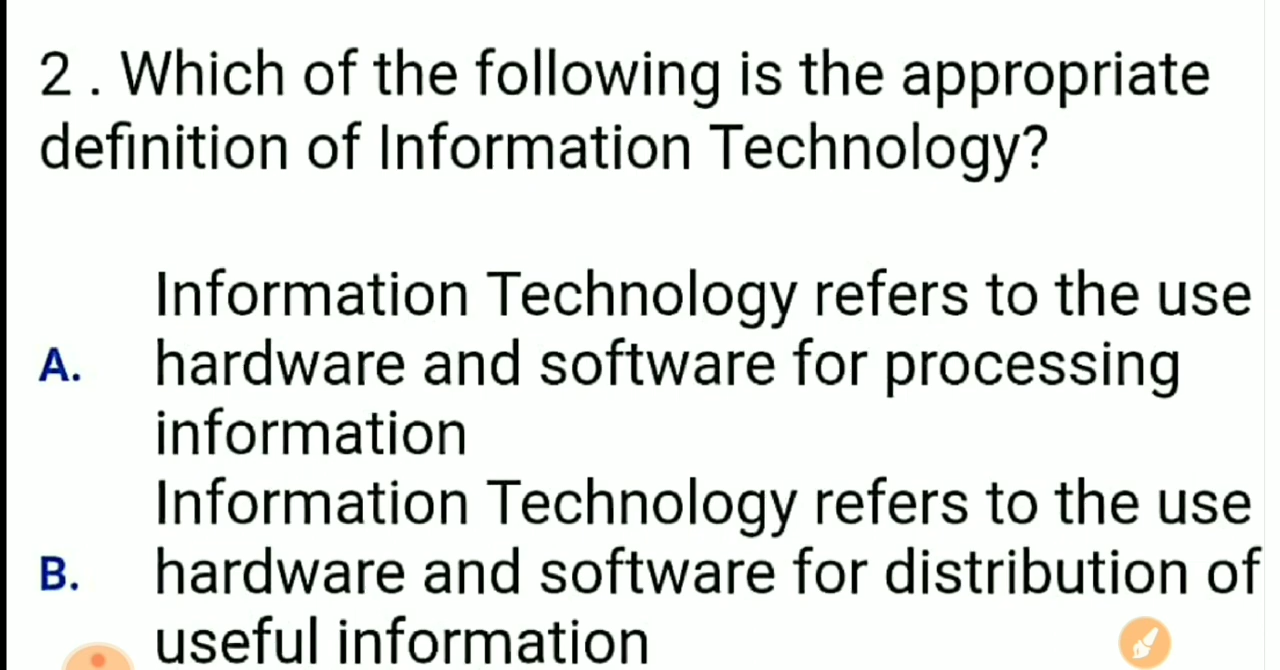 2 . Which of the following is the appropriate
definition of Information Technology?
Information Technology refers to the use
A. hardware and software for processing
information
Information Technology refers to the use
B. hardware and software for distribution of
useful information